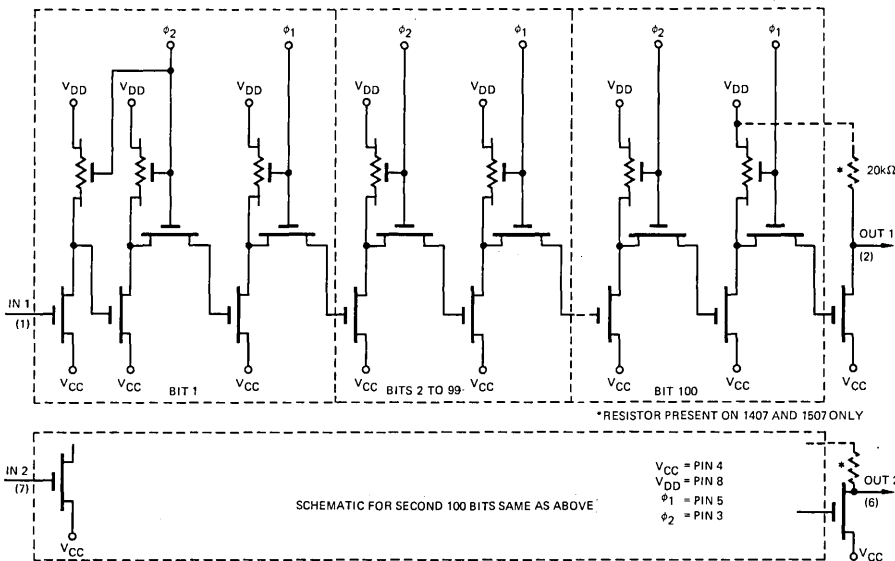 ϕ2 ϕ1 ϕ2 ϕ1 ϕ2 ϕ1
VDD VDD VDD VDD VDD VDD VDD
* 20kΩ
OUT 1
(2)
IN 1
(1)
VCC VCC VCC VCC VCC VCC VCC VCC
BIT 1 BITS 2 TO 99 BIT 100
*RESISTOR PRESENT ON 1407 AND 1507 ONLY
IN 2
(7)
VCC
SCHEMATIC FOR SECOND 100 BITS SAME AS ABOVE
VCC = PIN 4
VDD = PIN 8
ϕ1 = PIN 5
ϕ2 = PIN 3
*
OUT 2
(6)
VCC